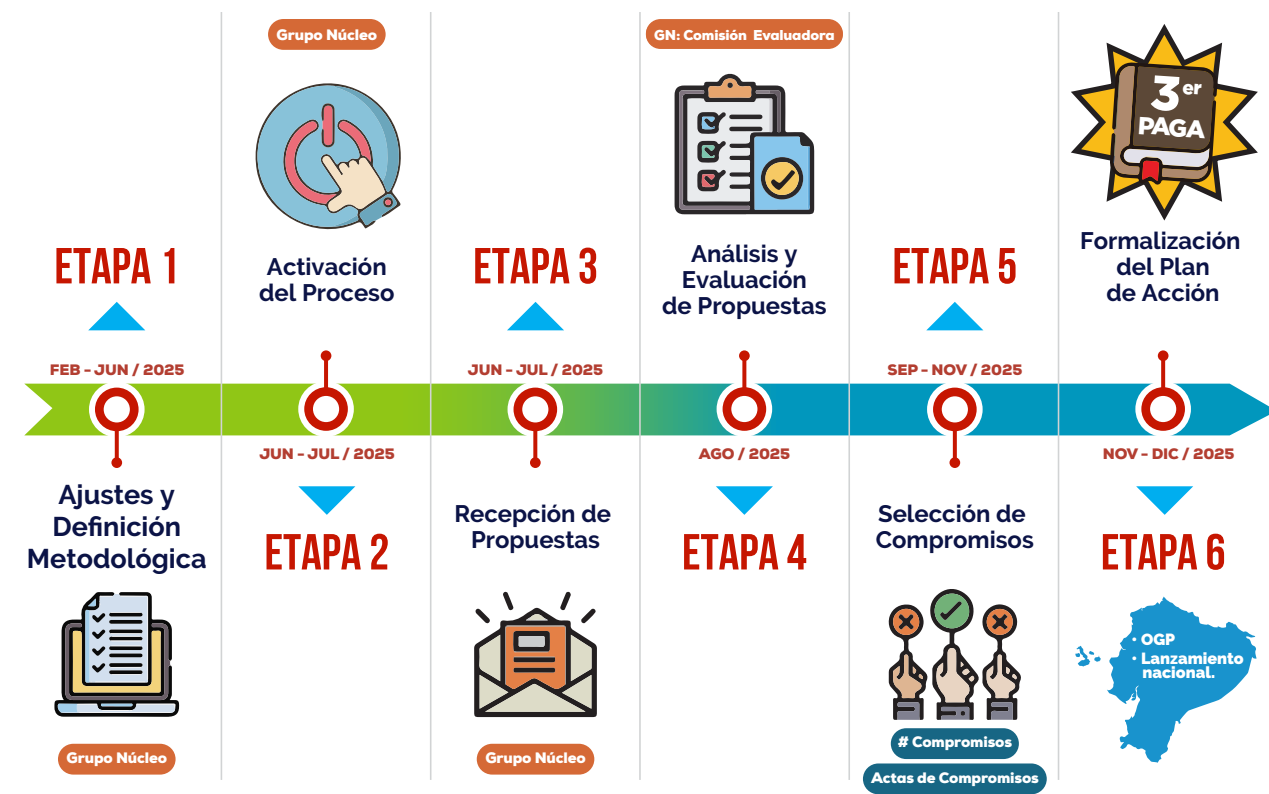 ETAPA 1
FEB - JUN / 2025
Ajustes y
Definición
Metodológica
Grupo Núcleo
Grupo Núcleo
Activación
del Proceso
JUN - JUL / 2025
ETAPA 2
ETAPA 3
JUN - JUL / 2025
Recepción de
Propuestas
Grupo Núcleo
GN: Comisión Evaluadora
Análisis y
Evaluación
de Propuestas
AGO / 2025
ETAPA 4
ETAPA 5
SEP - NOV / 2025
Selección de
Compromisos
# Compromisos
Actas de Compromisos
3er
PAGA
Formalización
del Plan
de Acción
NOV - DIC / 2025
ETAPA 6
• OGP
• Lanzamiento
nacional.